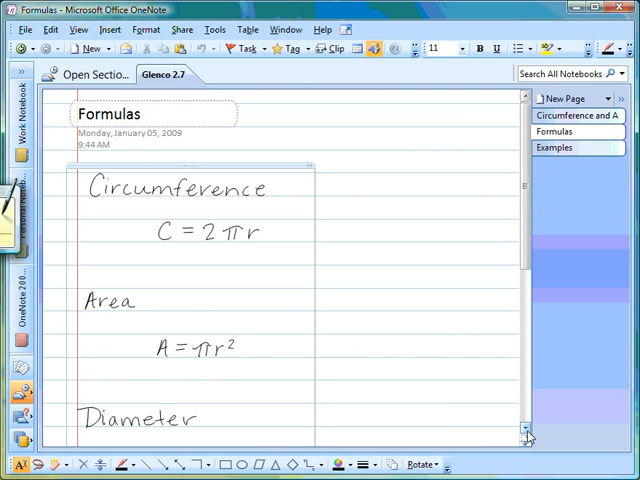 Formulas - Microsoft Office OneNote
File Edit View Insert Format Share Tools Table Window Help
New Task Tag Clip 11 B U
Open Sectio... Glenco 2.7 Search All Notebooks
New Page
Circumference and A
Formulas
Examples
Work Notebook
Personal Noteb...
OneNote 200...
Formulas
Monday, January 05, 2009
9:44 AM
Circumference
C = 2πr
Area
A = πr²
Diameter
Rotate